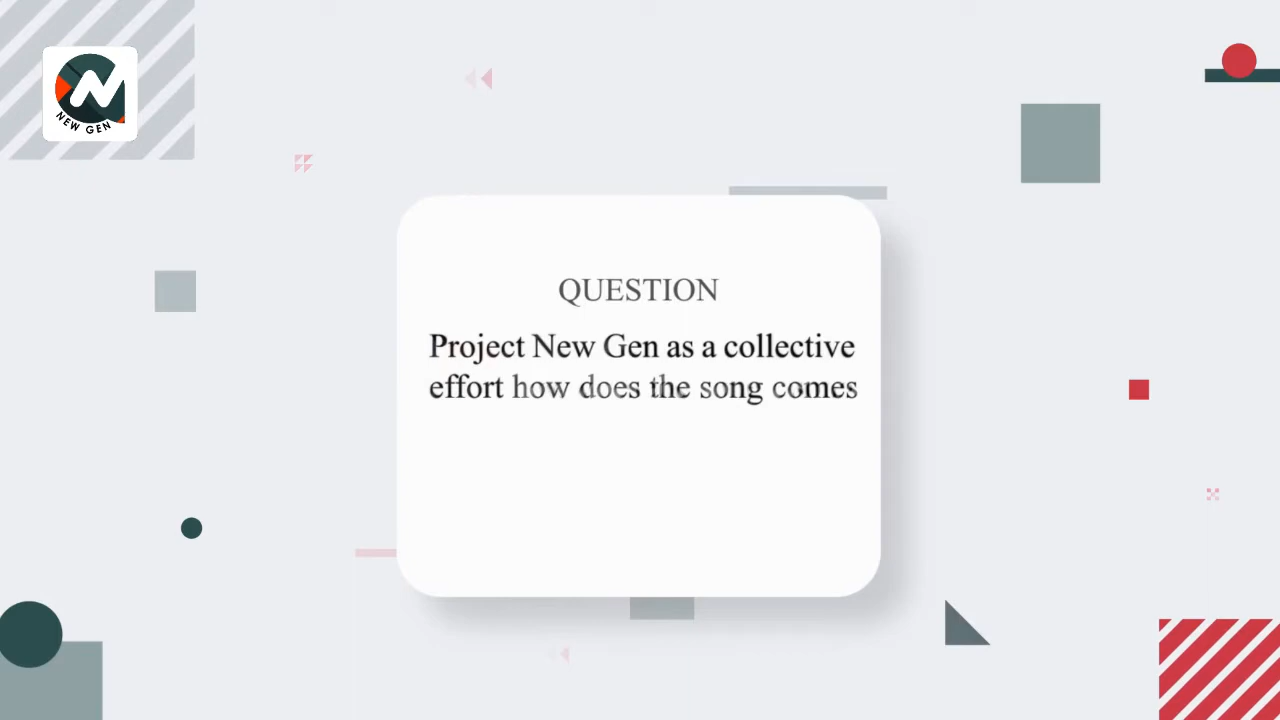 NEW GEN
QUESTION
Project New Gen as a collective
effort how does the song comes